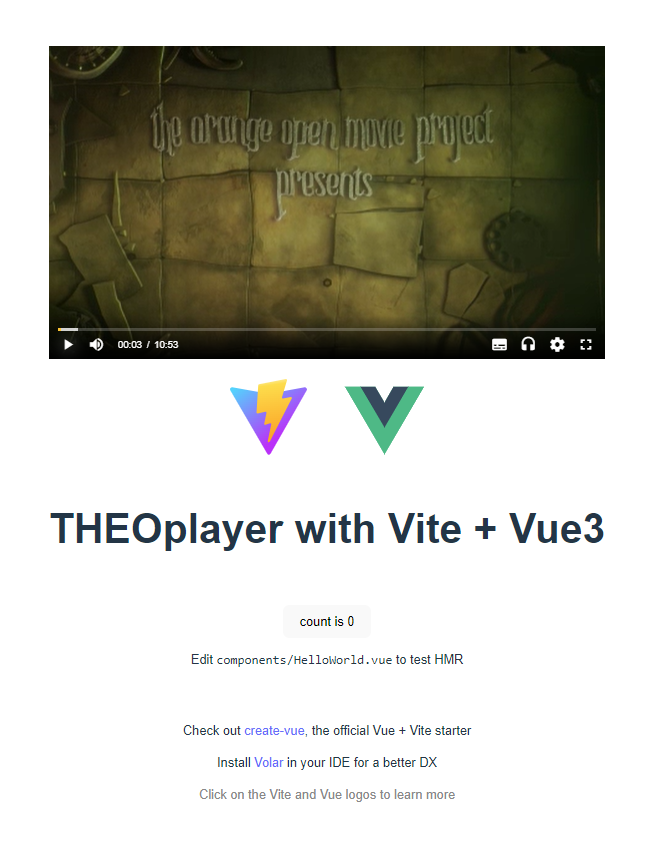 the orange open movie project
presents
00:03 / 10:53
THEOplayer with Vite + Vue3
count is 0
Edit components/HelloWorld.vue to test HMR
Check out create-vue, the official Vue + Vite starter
Install Volar in your IDE for a better DX
Click on the Vite and Vue logos to learn more